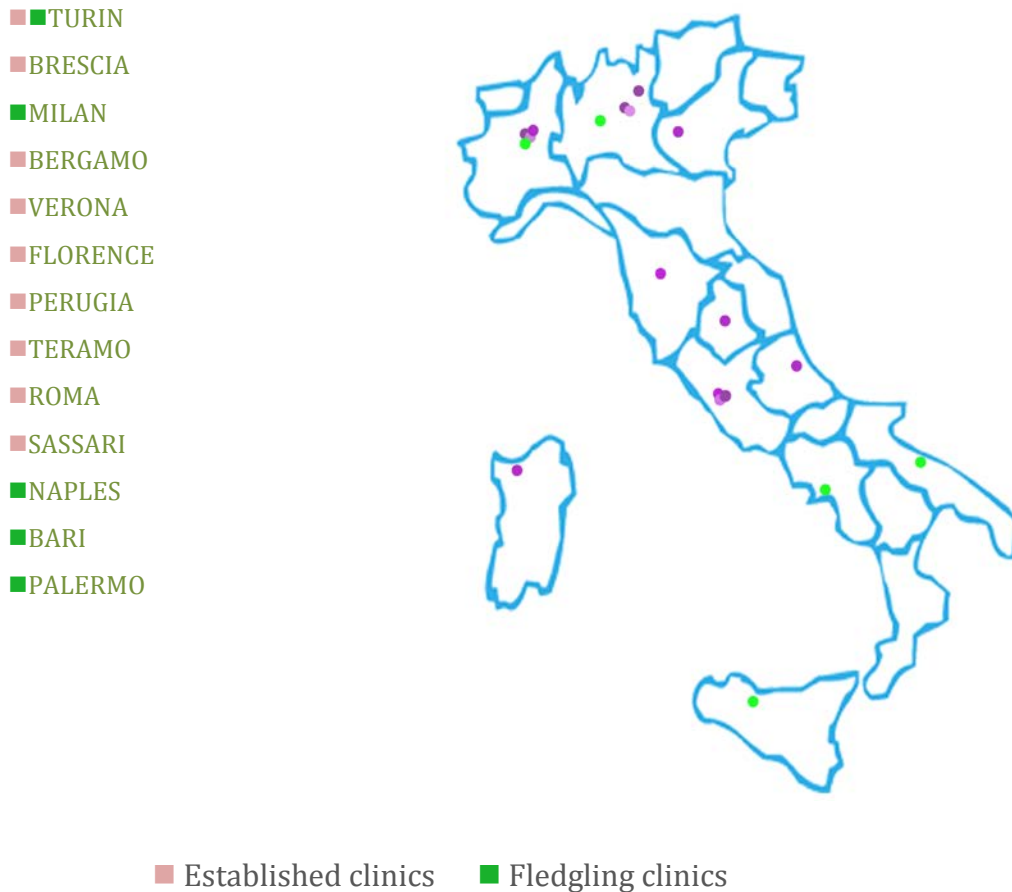 TURIN
BRESCIA
MILAN
BERGAMO
VERONA
FLORENCE
PERUGIA
TERAMO
ROMA
SASSARI
NAPLES
BARI
PALERMO
Established clinics Fledgling clinics